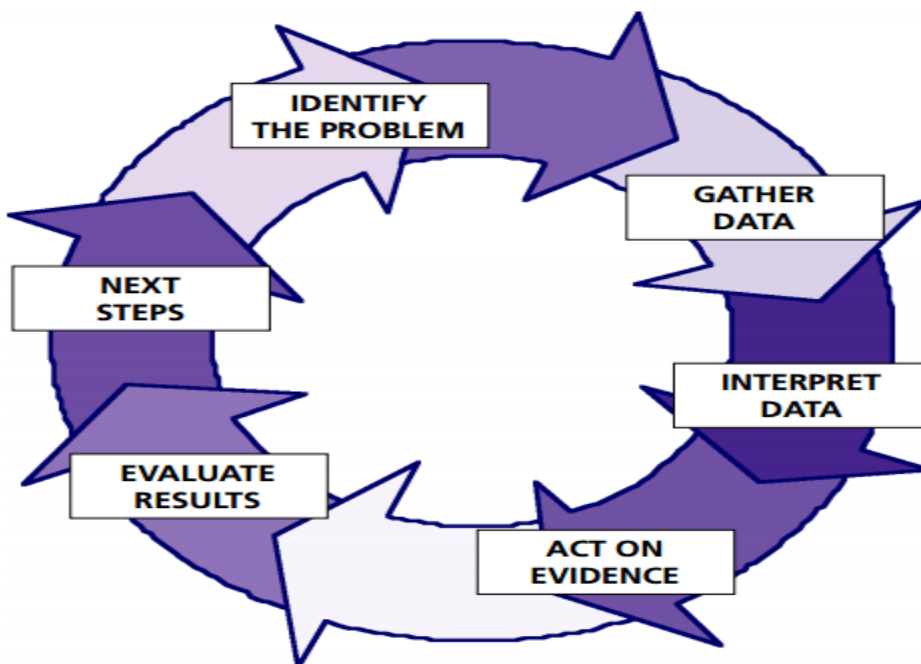 IDENTIFY
THE PROBLEM
GATHER
DATA
INTERPRET
DATA
ACT ON
EVIDENCE
EVALUATE
RESULTS
NEXT
STEPS